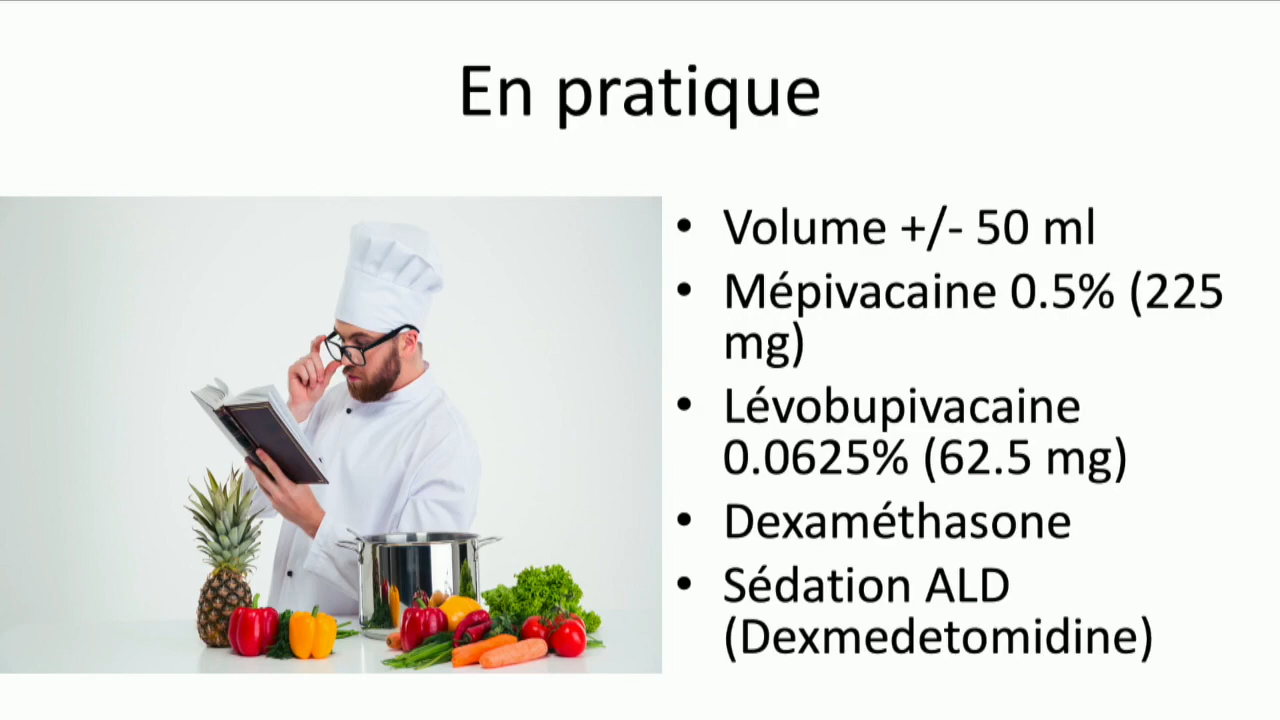 En pratique
• Volume +/- 50 ml
• Mépivacaine 0.5% (225
mg)
• Lévobupivacaine
0.0625% (62.5 mg)
• Dexaméthasone
• Sédation ALD
(Dexmedetomidine)